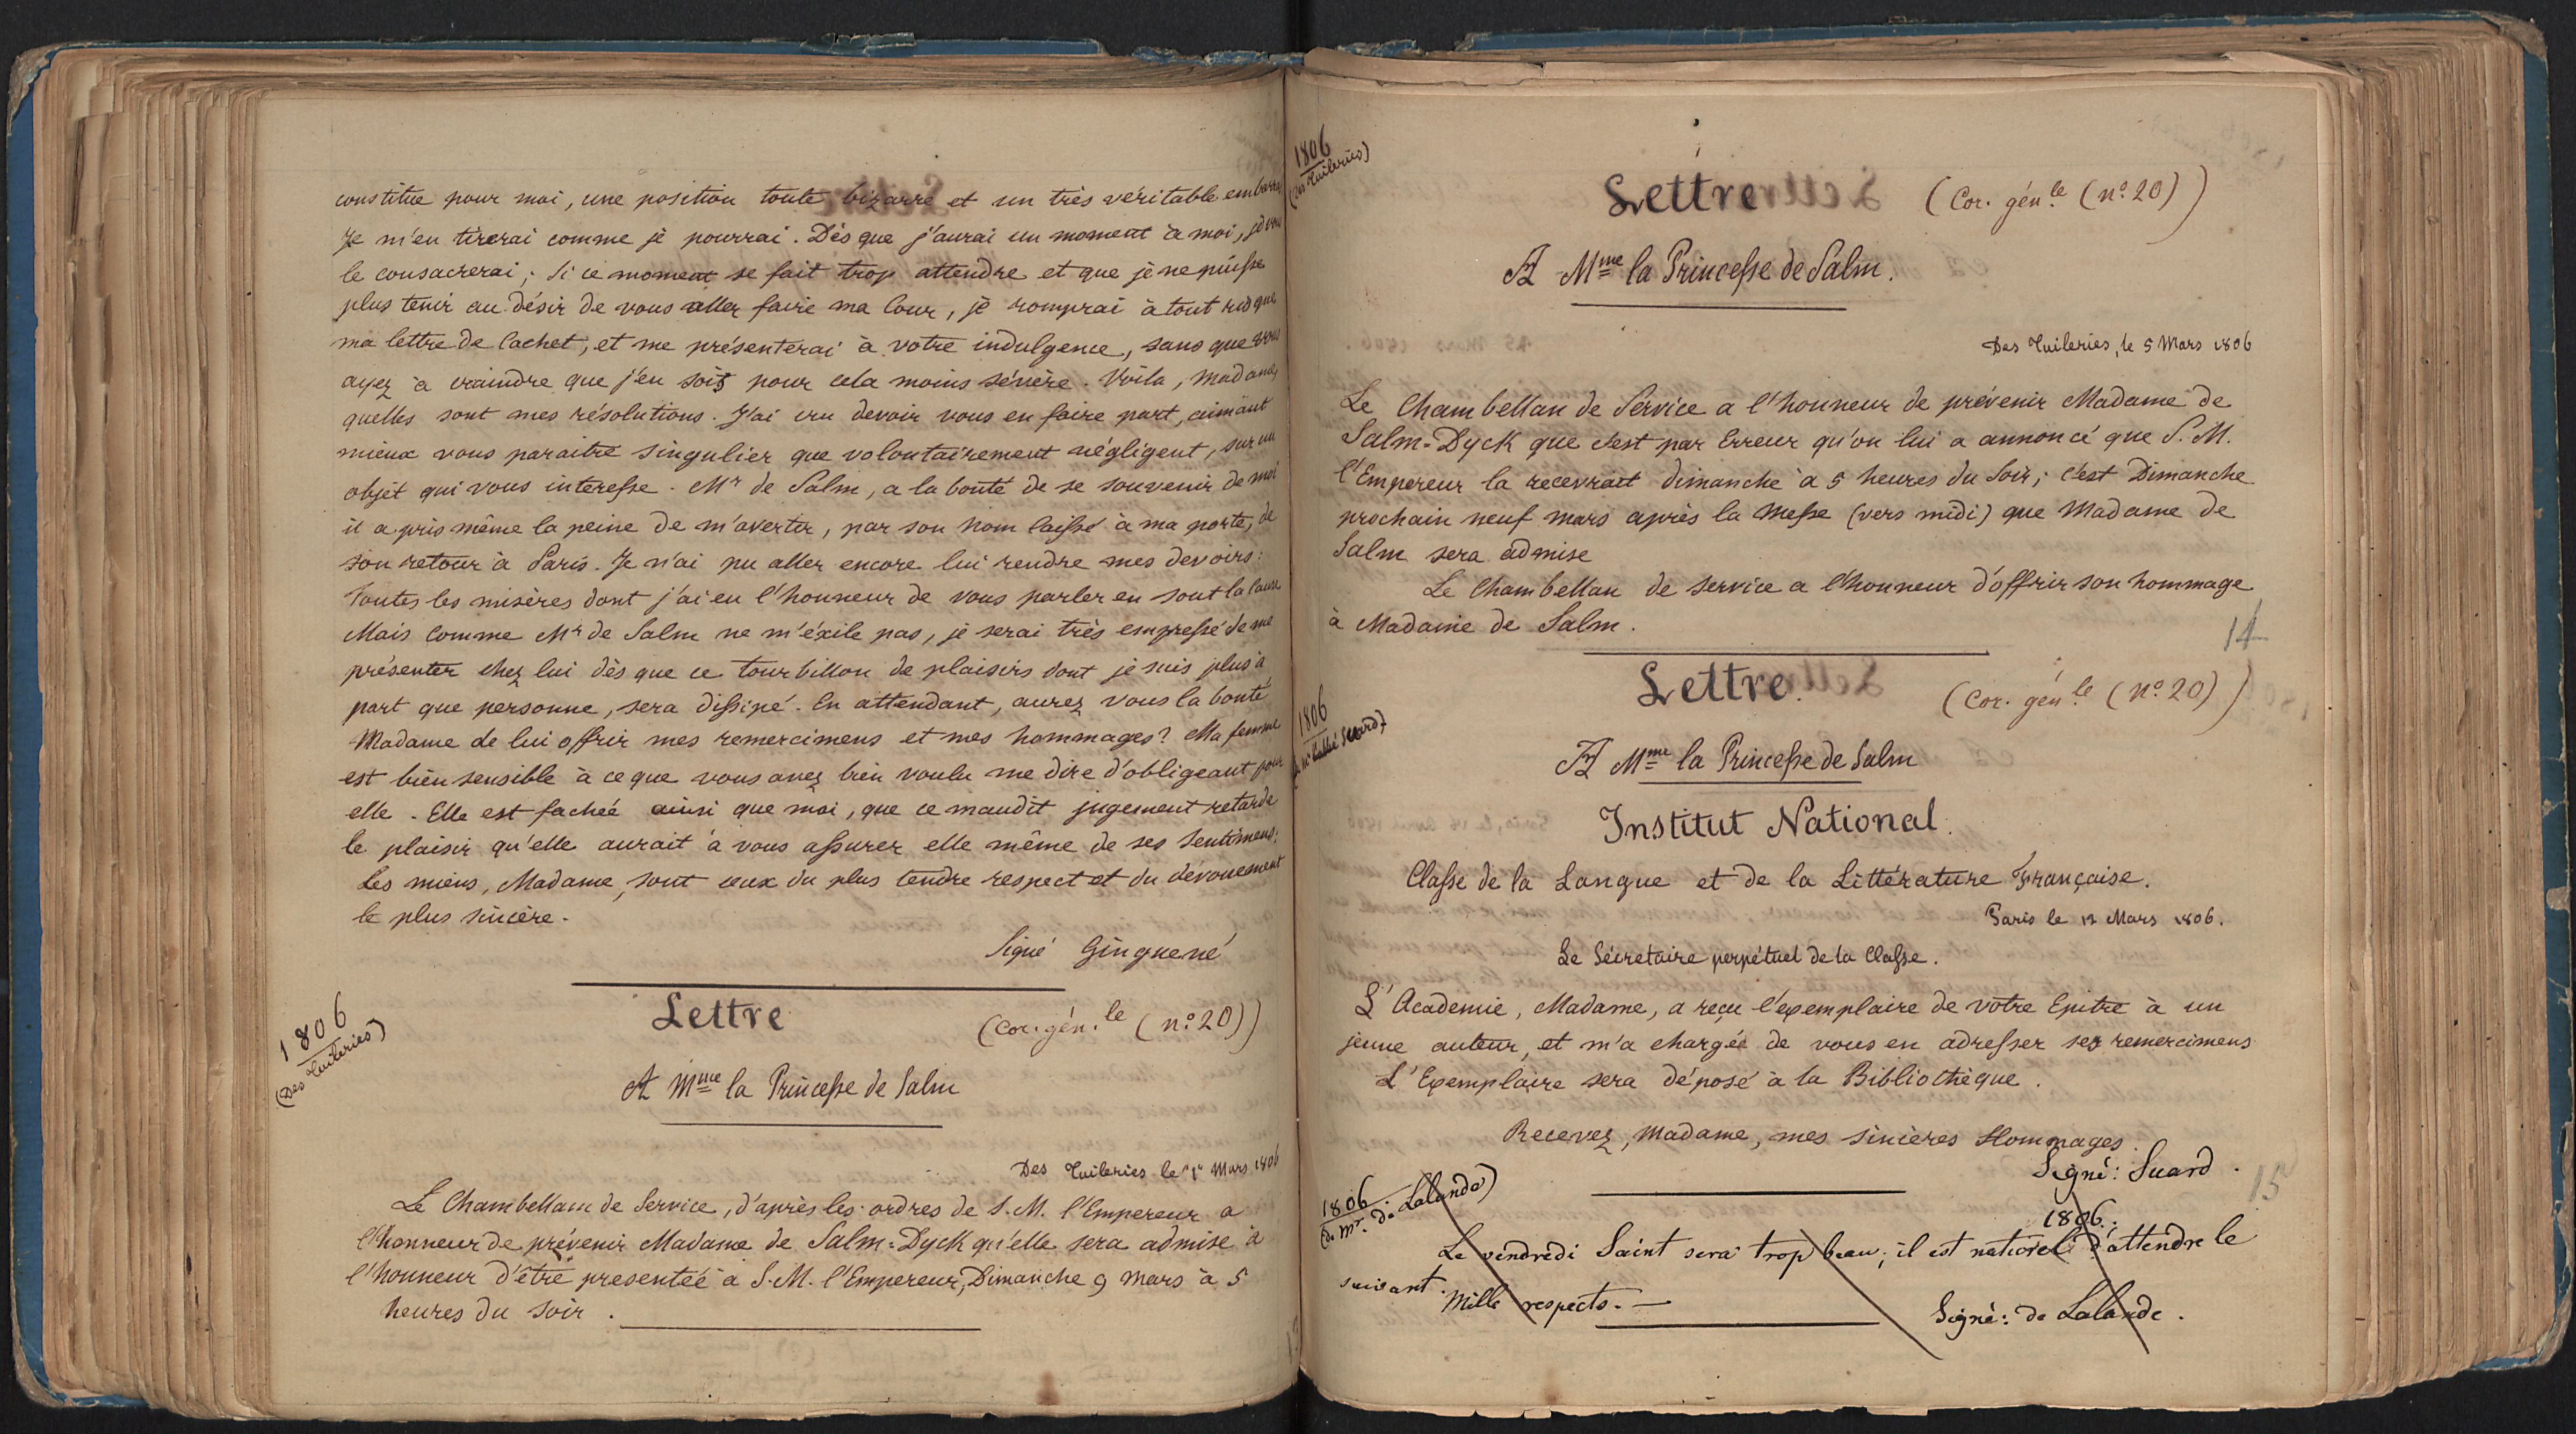 constitue pour moi, une position toute bizarre et un très véritable embarras
Je m'en tirerai comme je pourrai. Dès que j'aurai un moment à moi, je vous
le consacrerai; si ce moment se fait trop attendre et que je ne puisse
plus tenir au désir de vous aller faire ma Cour, je romprai à tout risque
ma lettre de Cachet, et me présenterai à votre indulgence, sans que vous
ayez à craindre que j'en sois pour cela moins sévère. Voila, madame,
quelles sont mes résolutions. J'ai cru devoir vous en faire part, aimant
mieux vous paraitre singulier que volontairement négligent, sur un
objet qui vous interesse. Mr de Salm, a la bonté de se souvenir de moi
il a pris même la peine de m'avertir, par son nom laissé à ma porte, de
son retour à Paris. Je n'ai pu aller encore lui rendre mes devoirs:
Toutes les misères dont j'ai eu l'honneur de vous parler en sont la cause
Mais comme Mr de Salm ne m'éxile pas, je serai très empressé de me
présenter chez lui dès que ce tourbillon de plaisirs dont je suis plus à
part que personne, sera dissipé. En attendant, aurez vous la bonté
Madame de lui offrir mes remercimens et mes hommages? Ma femme
est bien sensible à ce que vous avez bien voulu me dire d'obligeant pour
elle. Elle est fachée ainsi que moi, que ce maudit jugement retarde
le plaisir qu'elle aurait à vous assurer elle même de ses sentimens.
Les miens, Madame, sont ceux du plus tendre respect et du dévouement
le plus sincère.
Signé Ginguené
1806
(Des Tuileries)
Lettre
(Cor. gén.le (n.º 20))
A Mme la Princesse de Salm
Des Tuileries le 1er Mars 1806
Le Chambellan de Service, d'après les ordres de S.M. l'Empereur a
l'honneur de prévenir Madame de Salm-Dyck qu'elle sera admise à
l'honneur d'être presentée à S.M. l'Empereur, Dimanche 9 mars à 5
heures du soir.
1806
(des Tuileries)
Lettre
(Cor. gén.le (n.º 20))
A Mme la Princesse de Salm.
Des Tuileries, le 5 Mars 1806
Le Chambellan de Service a l'honneur de prévenir Madame de
Salm-Dyck que c'est par Erreur qu'on lui a annoncé que S.M.
l'Empereur la recevrait dimanche à 5 heures du Soir; c'est Dimanche
prochain neuf mars après la Messe (vers midi) que Madame de
Salm sera admise
Le Chambellan de service a l'honneur d'offrir son hommage
à Madame de Salm.
14
1806
Lettre.
(Cor. gén.le (n.º 20))
A Mme la Princesse de Salm
Institut National.
Classe de la Langue et de la Littérature Française.
Paris le 12 Mars 1806.
Le Sécretaire perpétuel de la Classe.
L'Academie, Madame, a reçu l'exemplaire de votre Epitre à un
jeune auteur, et m'a chargée de vous en adresser ses remercimens
L'Exemplaire sera déposé à la Bibliothèque.
Recevez, Madame, mes sincères Hommages.
Signé: Suard.
15
1806
(de Mr. de Lalande)
1806.
Le vendredi Saint sera trop beau; il est naturel d'attendre le
suivant.
Mille respects.
Signé: de Lalande.